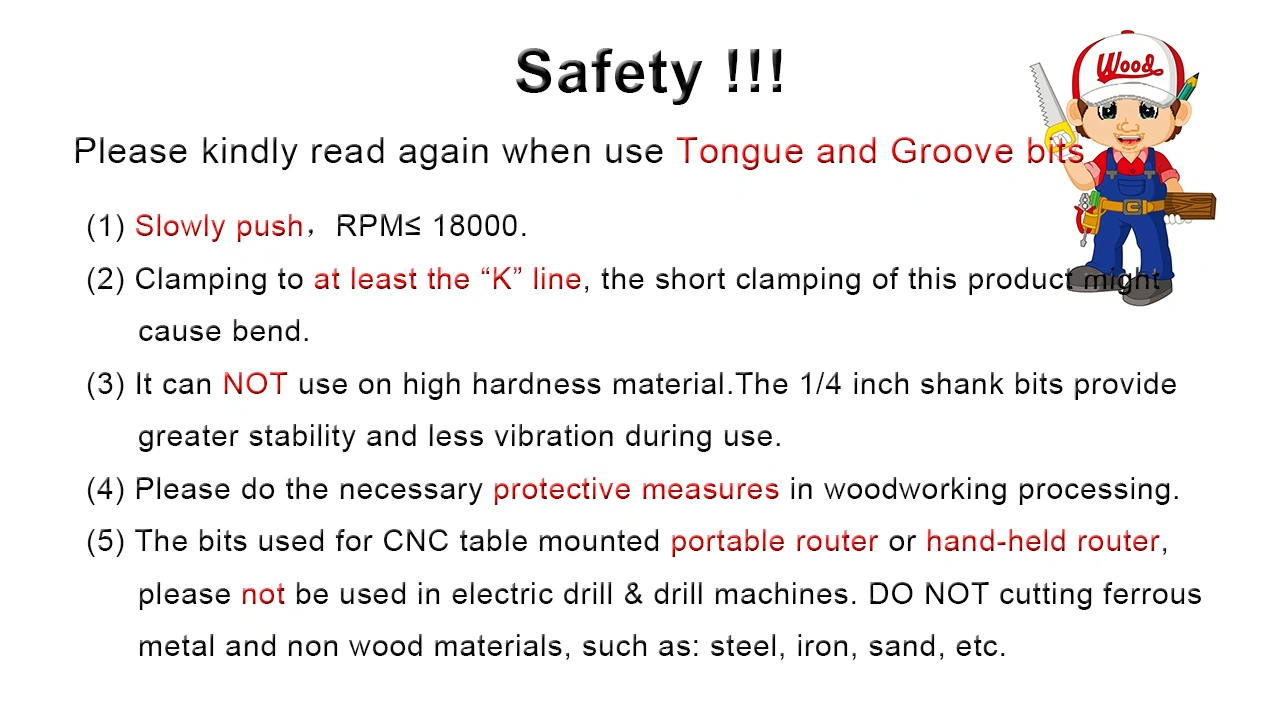 Safety !!!
Wood
Please kindly read again when use Tongue and Groove bits
(1) Slowly push，RPM≤ 18000.
(2) Clamping to at least the “K” line, the short clamping of this product might
cause bend.
(3) It can NOT use on high hardness material.The 1/4 inch shank bits provide
greater stability and less vibration during use.
(4) Please do the necessary protective measures in woodworking processing.
(5) The bits used for CNC table mounted portable router or hand-held router,
please not be used in electric drill & drill machines. DO NOT cutting ferrous
metal and non wood materials, such as: steel, iron, sand, etc.